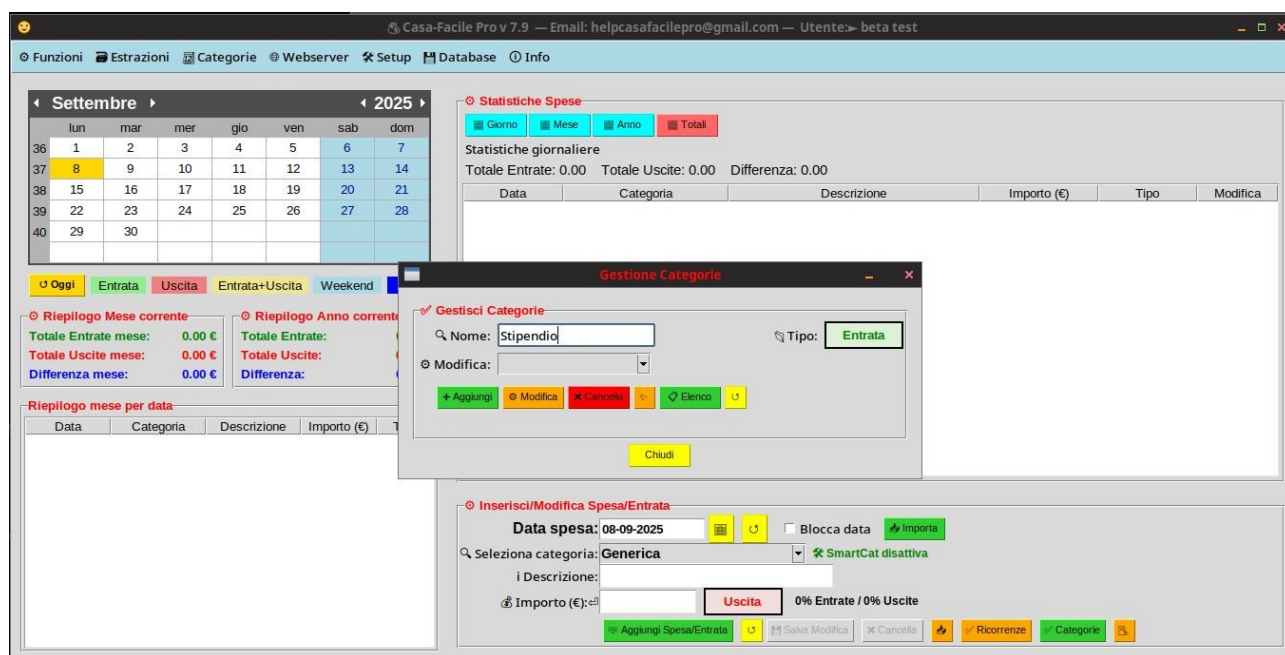 Casa-Facile Pro v 7.9 — Email: helpcasafacilepro@gmail.com — Utente:► beta test
Funzioni Estrazioni Categorie Webserver Setup Database Info
Settembre 2025
lun mar mer gio ven sab dom
36 1 2 3 4 5 6 7
37 8 9 10 11 12 13 14
38 15 16 17 18 19 20 21
39 22 23 24 25 26 27 28
40 29 30
Oggi Entrata Uscita Entrata+Uscita Weekend
Riepilogo Mese corrente
Totale Entrate mese: 0.00 €
Totale Uscite mese: 0.00 €
Differenza mese: 0.00 €
Riepilogo Anno corrente
Totale Entrate:
Totale Uscite:
Differenza:
Riepilogo mese per data
Data Categoria Descrizione Importo (€)
Statistiche Spese
Giorno Mese Anno Totali
Statistiche giornaliere
Totale Entrate: 0.00 Totale Uscite: 0.00 Differenza: 0.00
Data Categoria Descrizione Importo (€) Tipo Modifica
Gestione Categorie
Gestisci Categorie
Nome: Stipendio Tipo: Entrata
Modifica:
+ Aggiungi Modifica Cancella Elenco
Chiudi
Inserisci/Modifica Spesa/Entrata
Data spesa: 08-09-2025 Blocca data Importa
Seleziona categoria: Generica SmartCat disattiva
i Descrizione:
Importo (€): Uscita 0% Entrate / 0% Uscite
Aggiungi Spesa/Entrata Salva Modifica Cancella Ricorrenze Categorie